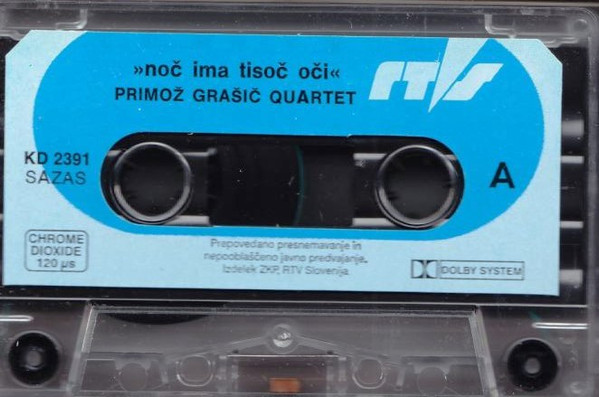 »noč ima tisoč oči«
PRIMOŽ GRAŠIČ QUARTET
RTVS
KD 2391
SAZAS
A
CHROME
DIOXIDE
120 µs
Prepovedano presnemavanje in
nepooblaščeno javno predvajanje.
Izdelek ZKP, RTV Slovenija
DOLBY SYSTEM